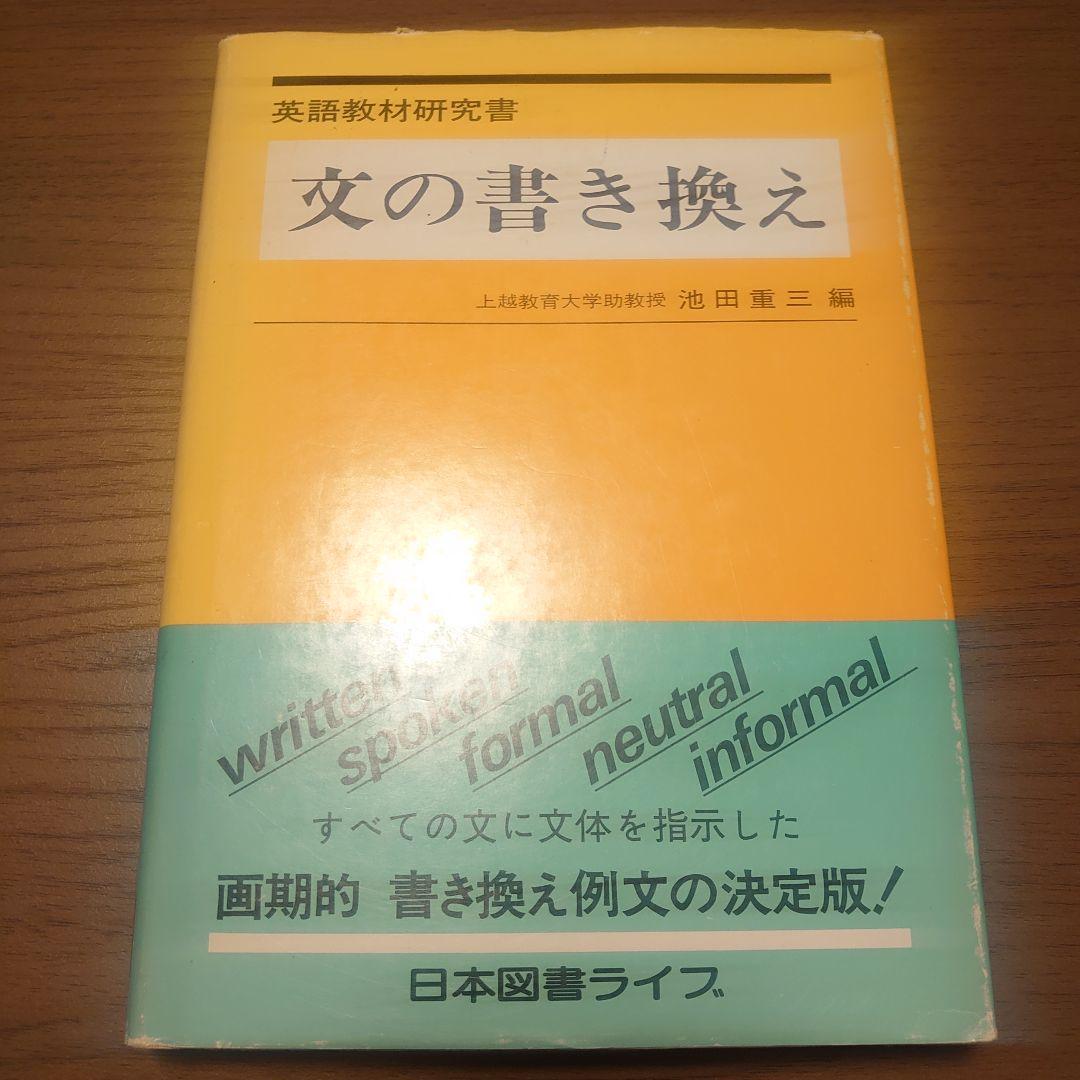 英語教材研究書
文の書き換え
上越教育大学助教授 池田重三 編
written
spoken
formal
neutral
informal
すべての文に文体を指示した
画期的 書き換え例文の決定版!
日本図書ライブ